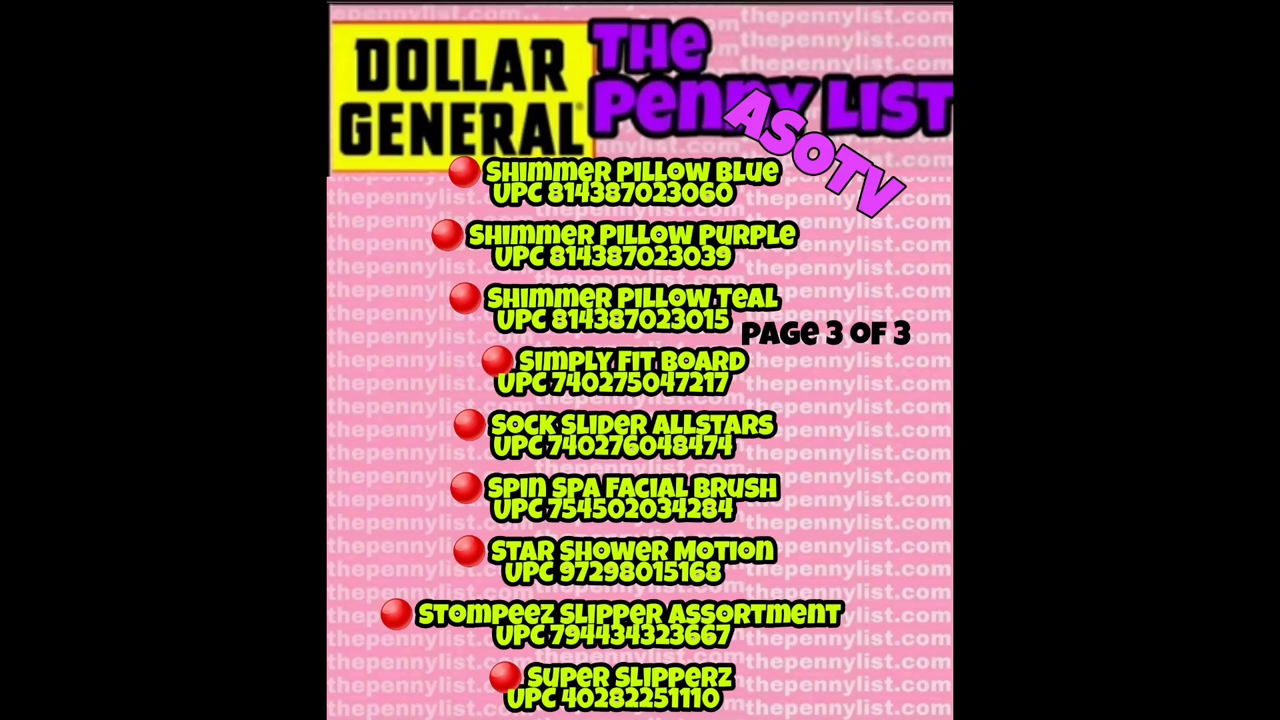 DOLLAR GENERAL
THE PENNY LIST
ASOTV
SHIMMER PILLOW BLUE
UPC 814387023060
SHIMMER PILLOW PURPLE
UPC 814387023039
SHIMMER PILLOW TEAL
UPC 814387023015
PAGE 3 OF 3
SIMPLY FIT BOARD
UPC 740275047217
SOCK SLIDER ALLSTARS
UPC 740276048474
SPIN SPA FACIAL BRUSH
UPC 754502034284
STAR SHOWER MOTION
UPC 97298015168
STOMPEEZ SLIPPER ASSORTMENT
UPC 794434323667
SUPER SLIPPERZ
UPC 40282251110
thepennylist.com